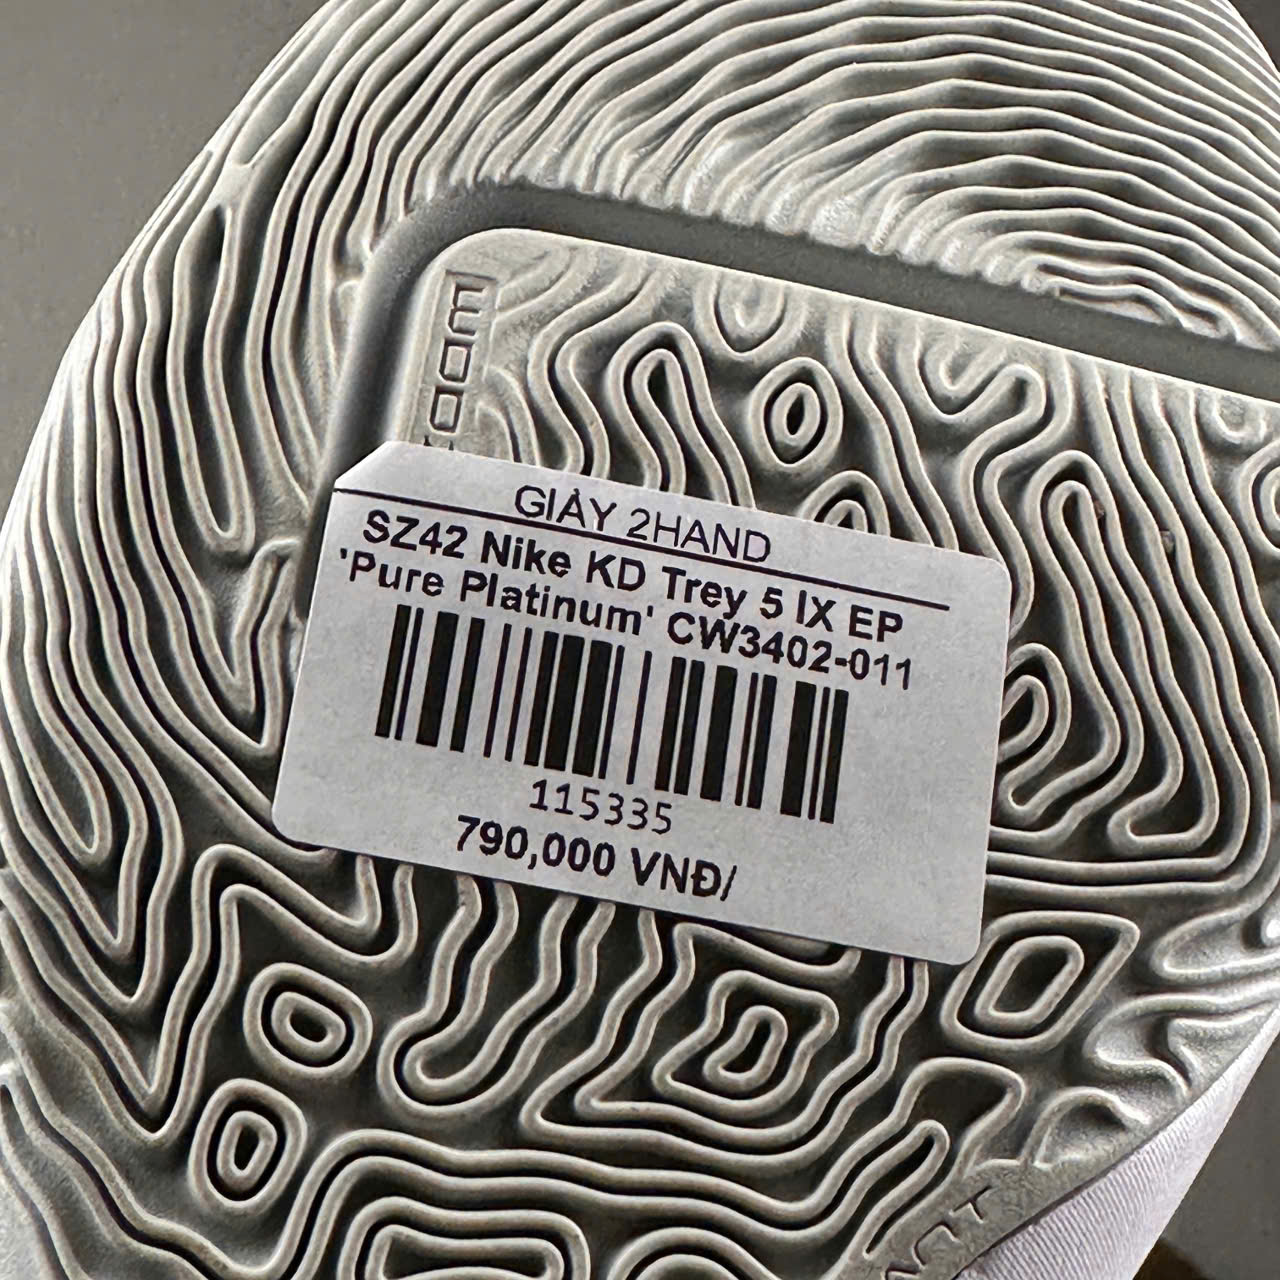 GIÀY 2HAND
SZ42 Nike KD Trey 5 IX EP
'Pure Platinum' CW3402-011
115335
790,000 VNĐ/